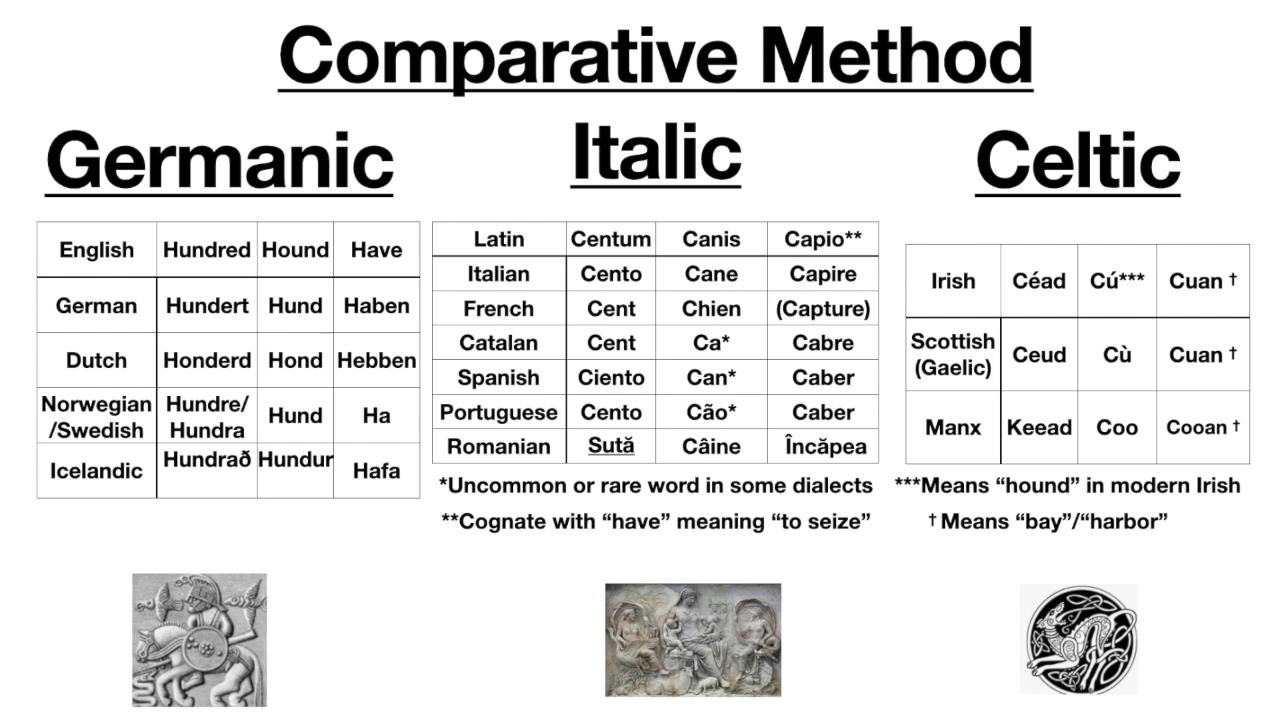 Comparative Method
Germanic
English Hundred Hound Have
German Hundert Hund Haben
Dutch Honderd Hond Hebben
Norwegian
/Swedish Hundre/
Hundra Hund Ha
Icelandic Hundrað Hundur Hafa
Italic
Latin Centum Canis Capio**
Italian Cento Cane Capire
French Cent Chien (Capture)
Catalan Cent Ca* Cabre
Spanish Ciento Can* Caber
Portuguese Cento Cão* Caber
Romanian Sută Câine Încăpea
*Uncommon or rare word in some dialects
**Cognate with “have” meaning “to seize”
Celtic
Irish Céad Cú*** Cuan †
Scottish
(Gaelic) Ceud Cù Cuan †
Manx Keead Coo Cooan †
***Means “hound” in modern Irish
† Means “bay”/“harbor”